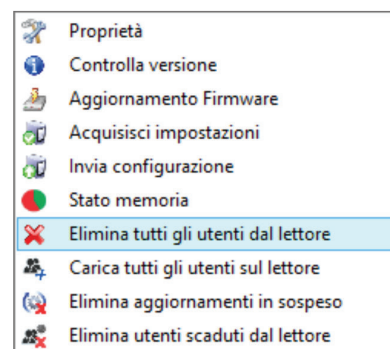 Proprietà
Controlla versione
Aggiornamento Firmware
Acquisisci impostazioni
Invia configurazione
Stato memoria
Elimina tutti gli utenti dal lettore
Carica tutti gli utenti sul lettore
Elimina aggiornamenti in sospeso
Elimina utenti scaduti dal lettore